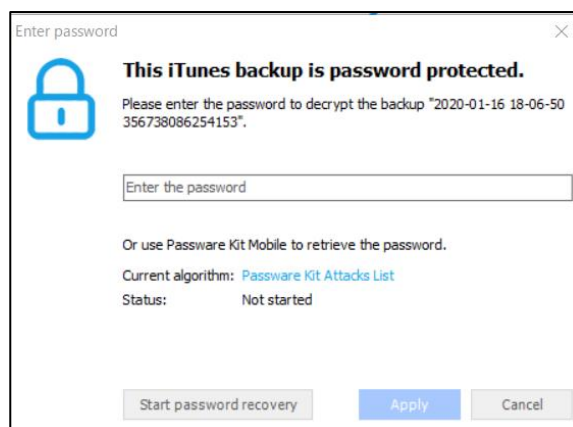 Enter password
This iTunes backup is password protected.
Please enter the password to decrypt the backup "2020-01-16 18-06-50
356738086254153".
Enter the password
Or use Passware Kit Mobile to retrieve the password.
Current algorithm: Passware Kit Attacks List
Status: Not started
Start password recovery Apply Cancel